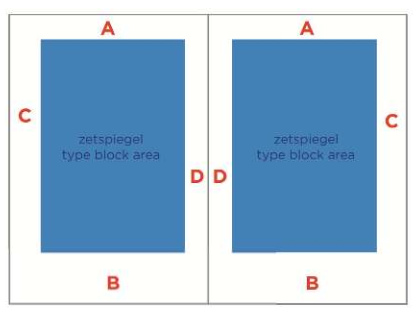 A A
C zetspiegel zetspiegel C
type block area type block area
D D
B B